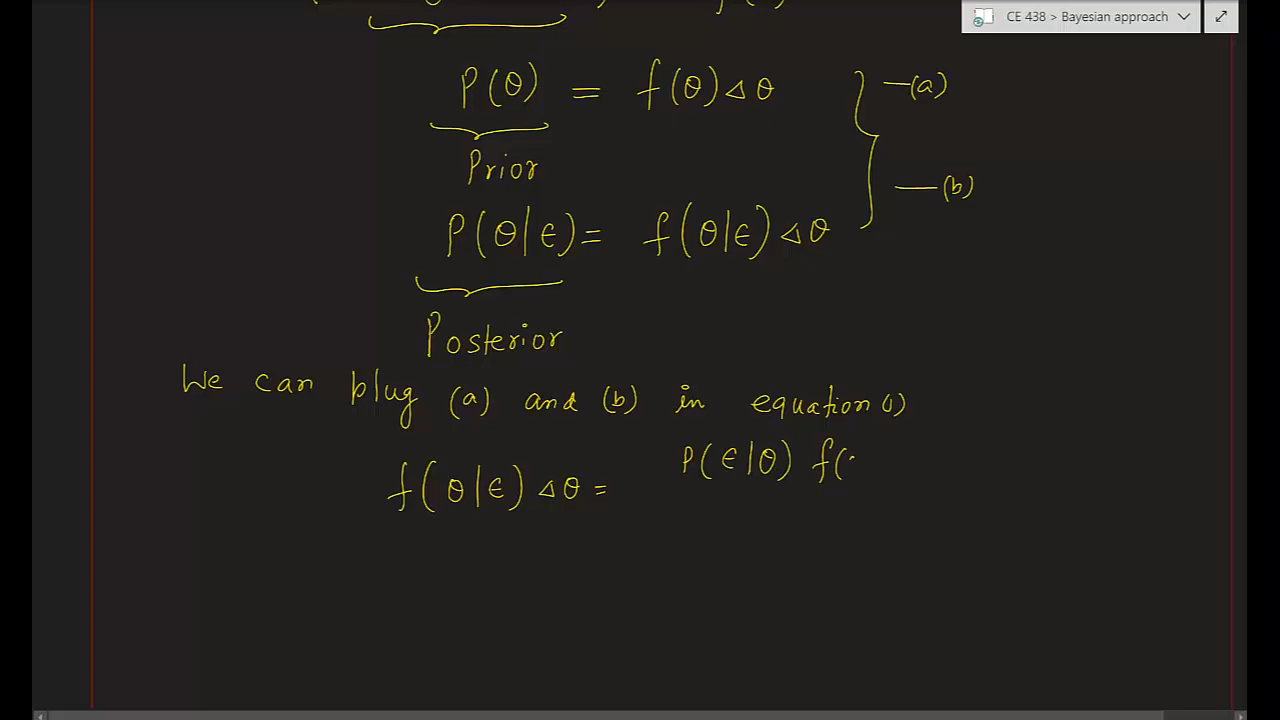 CE 438 > Bayesian approach
P(θ) = f(θ)Δθ —(a)
Prior
—(b)
P(θ|ϵ) = f(θ|ϵ)Δθ
Posterior
We can plug (a) and (b) in equation (1)
P(ϵ|θ) f(
f(θ|ϵ) Δθ =